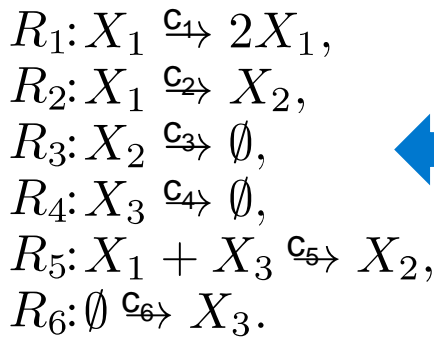 R₁: X₁ —c₁→ 2X₁,
R₂: X₁ —c₂→ X₂,
R₃: X₂ —c₃→ ∅,
R₄: X₃ —c₄→ ∅,
R₅: X₁ + X₃ —c₅→ X₂,
R₆: ∅ —c₆→ X₃.